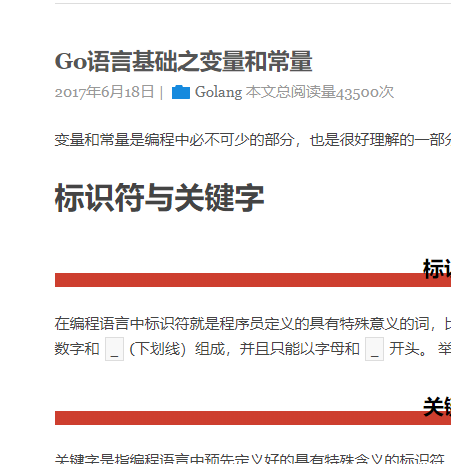 Go语言基础之变量和常量
2017年6月18日 | Golang 本文总阅读量43500次
变量和常量是编程中必不可少的部分，也是很好理解的一部分
标识符与关键字
标识
在编程语言中标识符就是程序员定义的具有特殊意义的词，比
数字和 _ (下划线）组成，并且只能以字母和 _ 开头。 举
关键
关键字是指编程语言中预先定义好的具有特殊含义的标识符